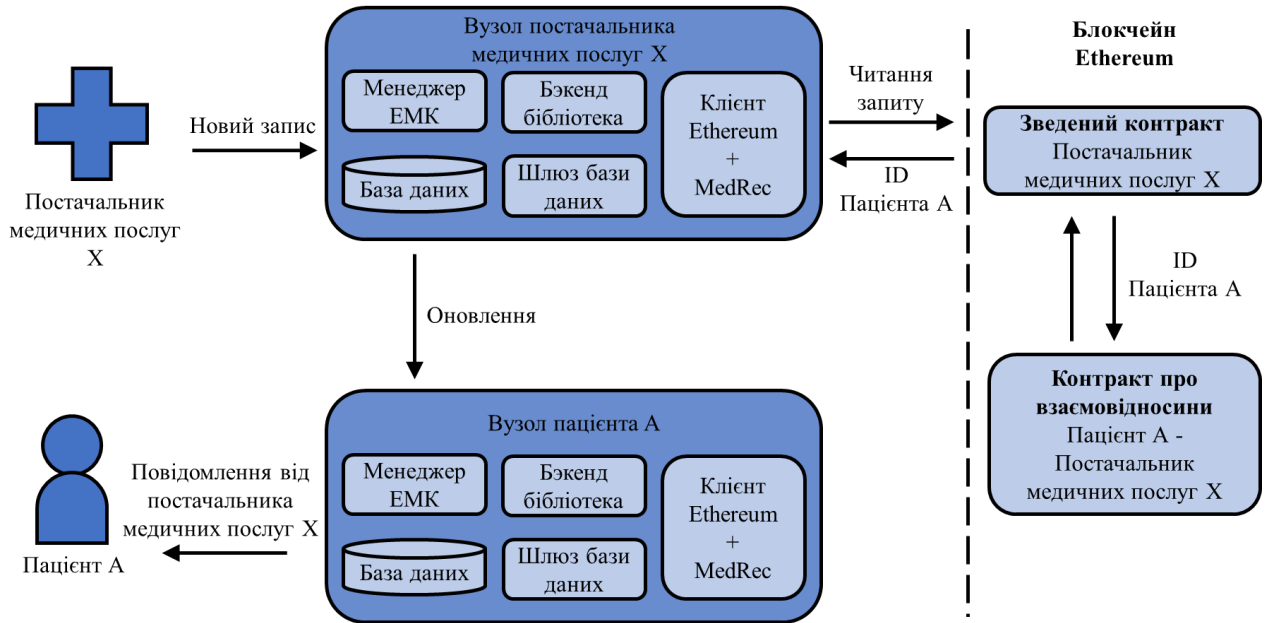 Вузол постачальника
медичних послуг X
Менеджер
ЕМК
Бэкенд
бібліотека
Клієнт
Ethereum
+
MedRec
База даних
Шлюз бази
даних
Новий запис
Постачальник
медичних послуг
X
Читання
запиту
ID
Пацієнта А
Блокчейн
Ethereum
Зведений контракт
Постачальник
медичних послуг X
ID
Пацієнта А
Контракт про
взаємовідносини
Пацієнт А -
Постачальник
медичних послуг X
Оновлення
Вузол пацієнта А
Менеджер
ЕМК
Бэкенд
бібліотека
Клієнт
Ethereum
+
MedRec
База даних
Шлюз бази
даних
Повідомлення від
постачальника
медичних послуг X
Пацієнт А